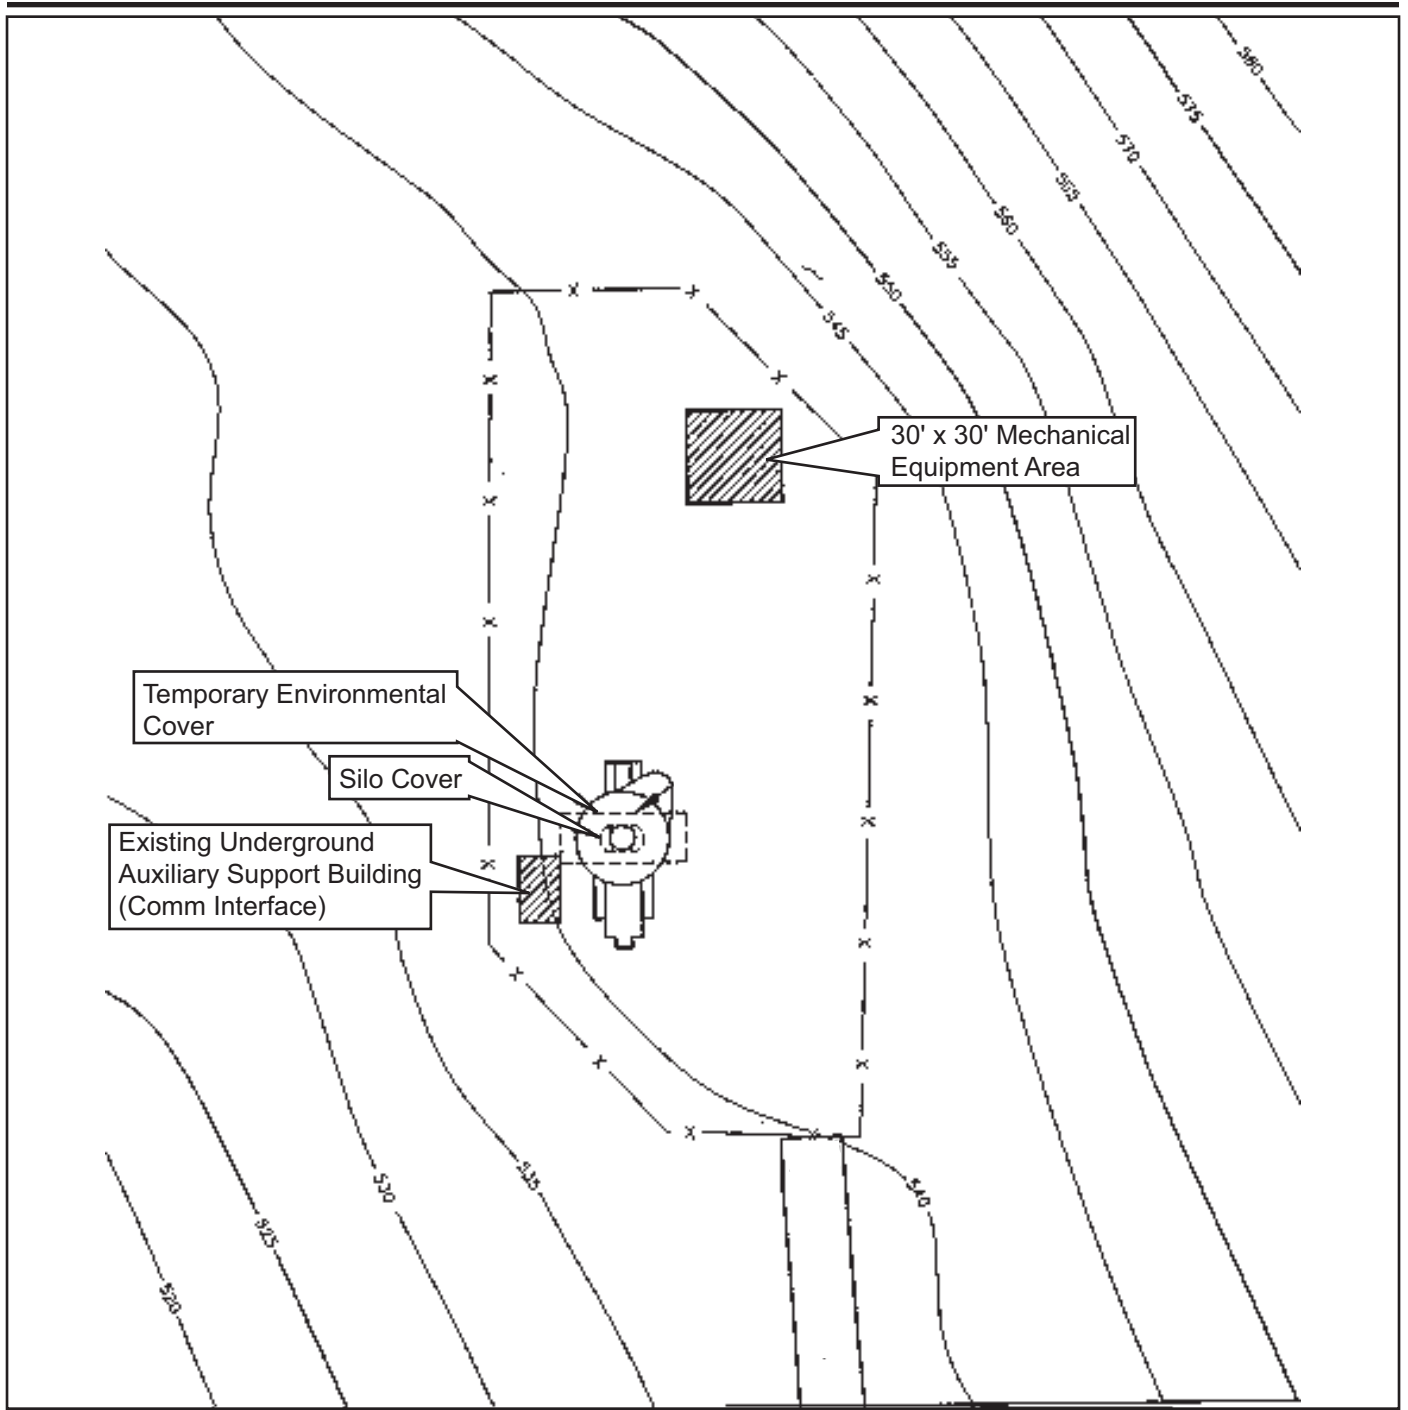 580
575
570
565
560
555
550
545
30' x 30' Mechanical
Equipment Area
Temporary Environmental
Cover
Silo Cover
Existing Underground
Auxiliary Support Building
(Comm Interface)
540
535
530
525
520